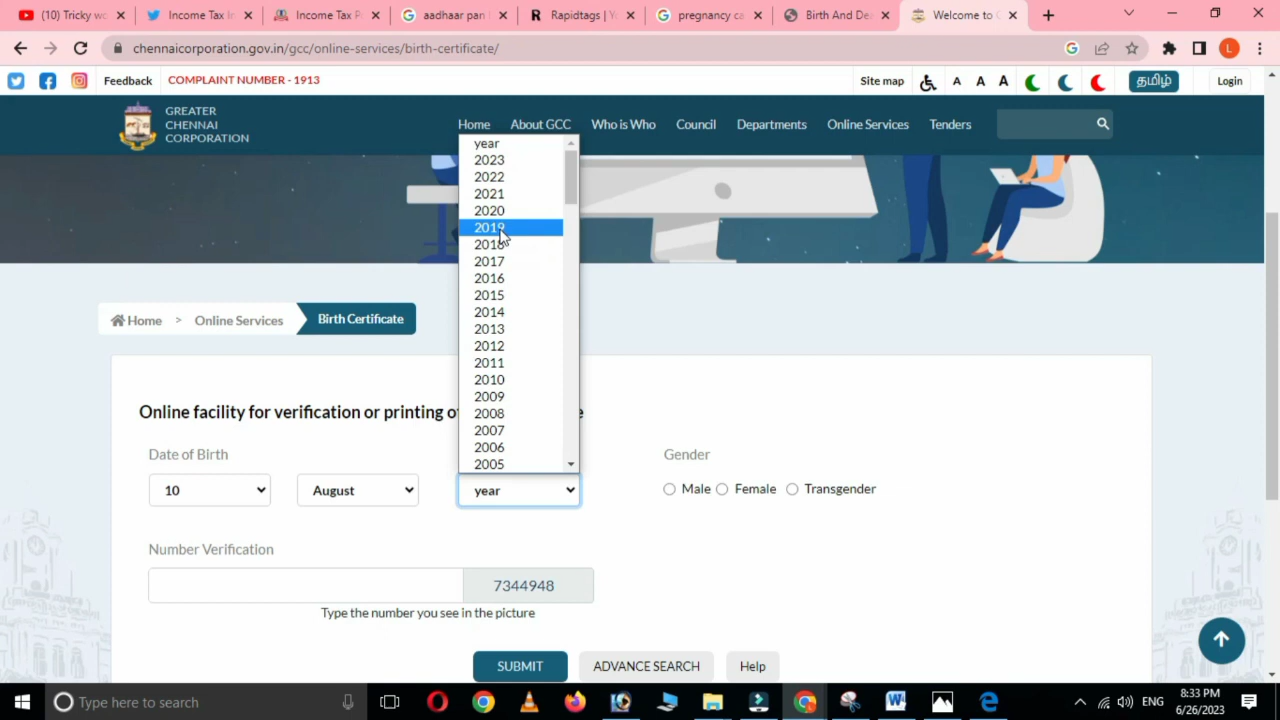 (10) Tricky wo
Income Tax In
Income Tax P
aadhaar pan l
Rapidtags | Yo
pregnancy ca
Birth And Dea
Welcome to G
chennaicorporation.gov.in/gcc/online-services/birth-certificate/
L
Feedback
COMPLAINT NUMBER - 1913
Site map
A A A
தமிழ்
Login
GREATER
CHENNAI
CORPORATION
Home
About GCC
Who is Who
Council
Departments
Online Services
Tenders
year
2023
2022
2021
2020
2019
2018
2017
2016
2015
2014
2013
2012
2011
2010
2009
2008
2007
2006
2005
Home > Online Services
Birth Certificate
Online facility for verification or printing o
e
Date of Birth
Gender
10
August
year
Male
Female
Transgender
Number Verification
7344948
Type the number you see in the picture
SUBMIT
ADVANCE SEARCH
Help
Type here to search
ENG
8:33 PM
6/26/2023